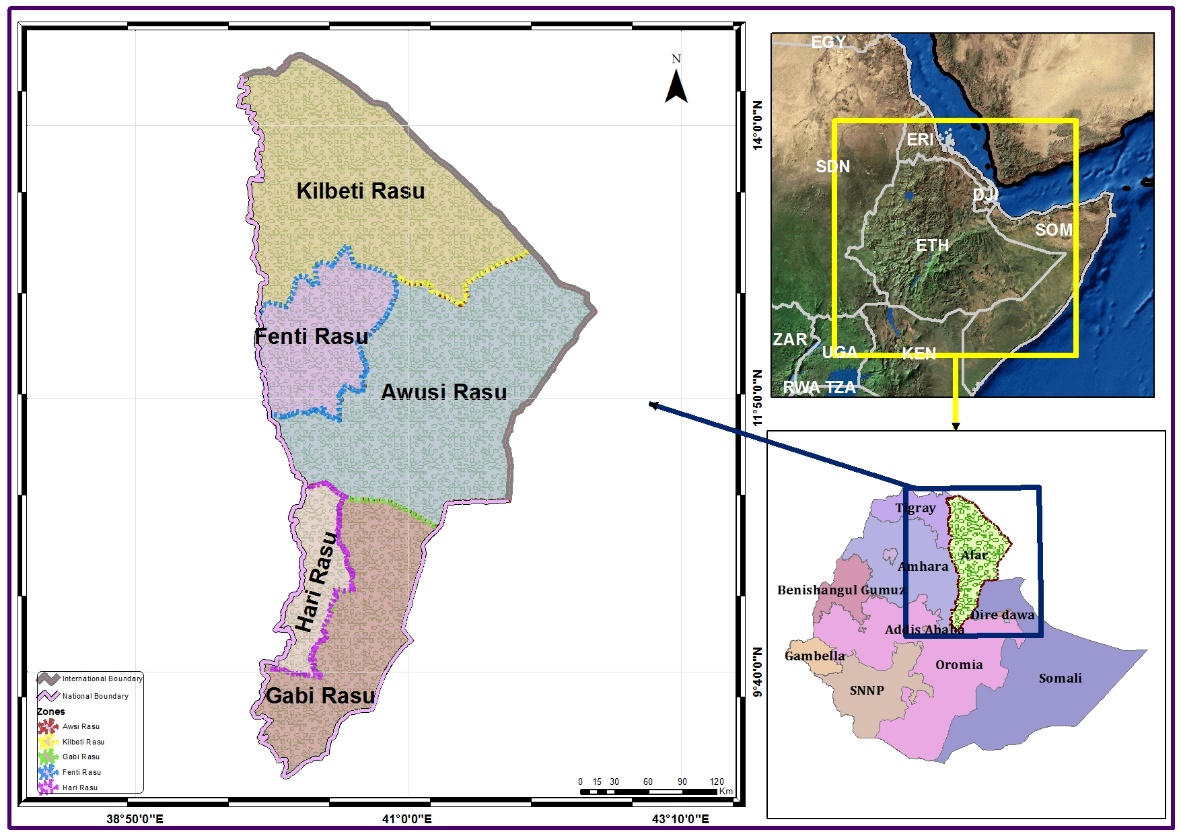 N
Kilbeti Rasu
Fenti Rasu
Awusi Rasu
Hari Rasu
Gabi Rasu
International Boundary
National Boundary
Zones
Awsi Rasu
Kilbeti Rasu
Gabi Rasu
Fenti Rasu
Hari Rasu
0 15 30 60 90 120
Km
38°50'0"E
41°0'0"E
43°10'0"E
14°0'0"N
11°50'0"N
9°40'0"N
EGY
ERI
SDN
DJI
SOM
ETH
ZAR
UGA
KEN
RWA
TZA
Tigray
Afar
Amhara
Benishangul Gumuz
Dire dawa
Addis Ababa
Gambella
Oromia
SNNP
Somali